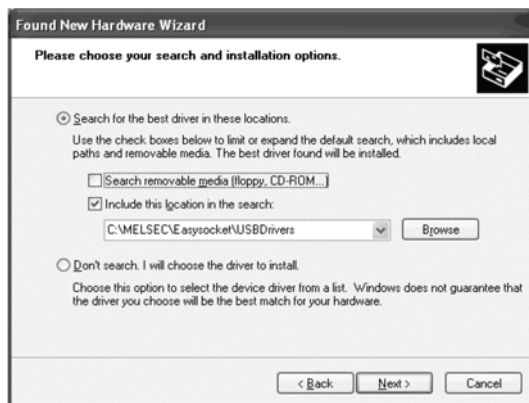 Found New Hardware Wizard
Please choose your search and installation options.
Search for the best driver in these locations.
Use the check boxes below to limit or expand the default search, which includes local
paths and removable media. The best driver found will be installed.
Search removable media (floppy, CD-ROM...)
Include this location in the search:
C:\MELSEC\Easysocket\USBDrivers
Browse
Don't search. I will choose the driver to install.
Choose this option to select the device driver from a list. Windows does not guarantee that
the driver you choose will be the best match for your hardware.
< Back
Next >
Cancel